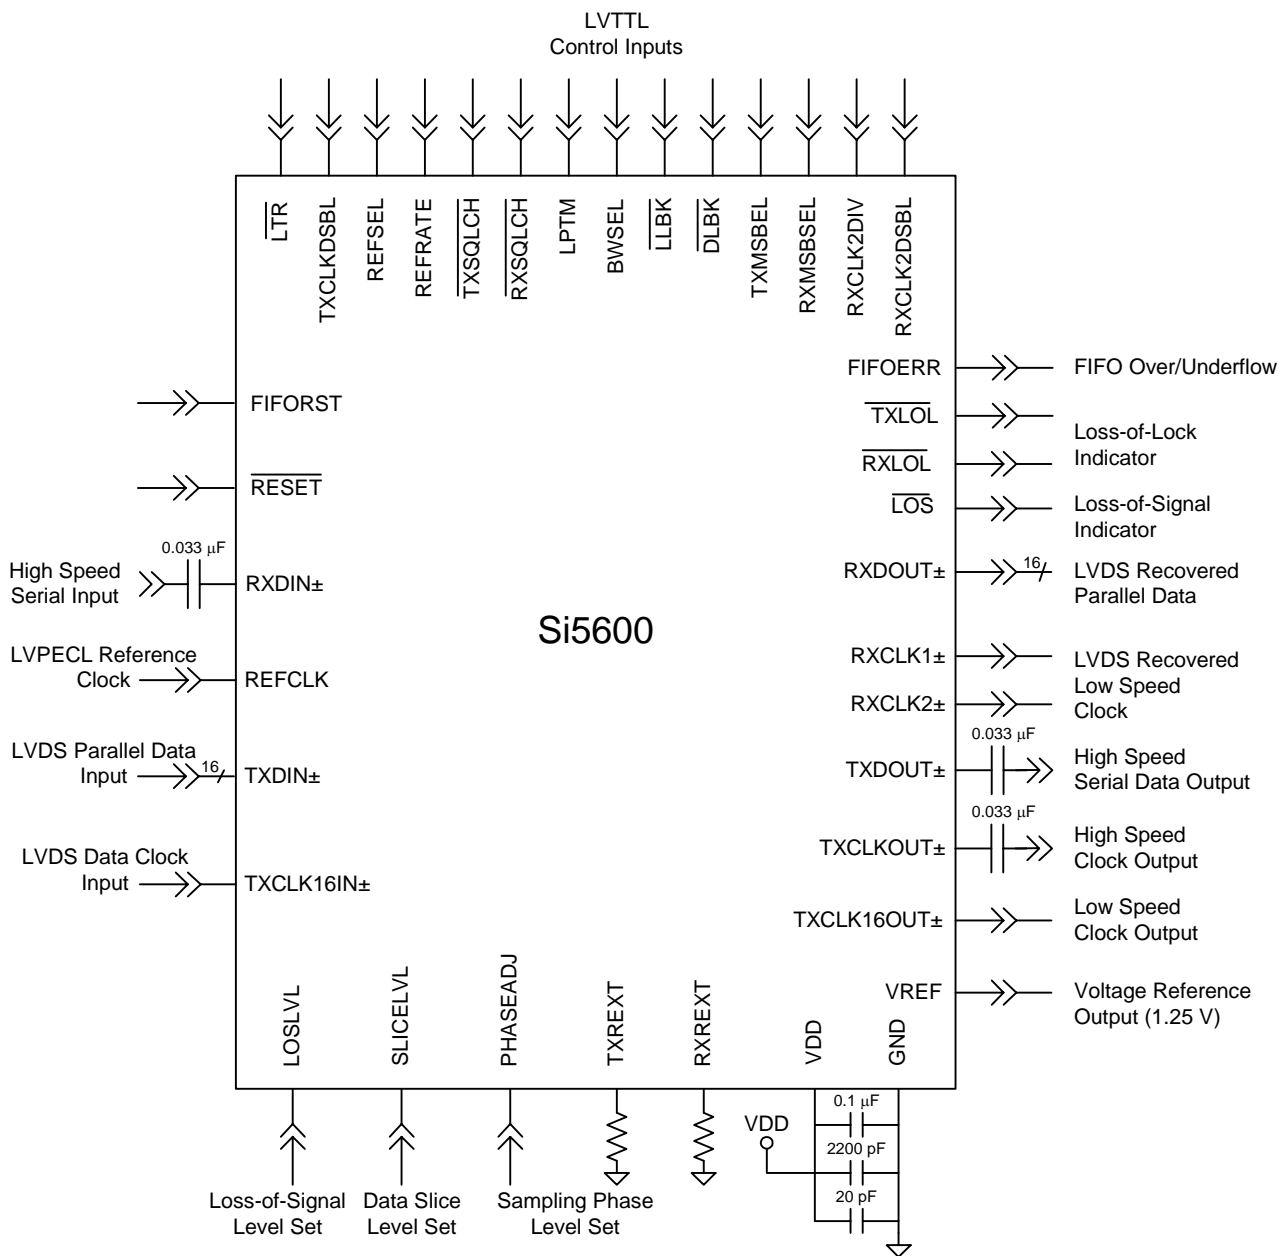 LVTTL
Control Inputs
LTR
TXCLKDSBL
REFSEL
REFRATE
TXSQLCH
RXSQLCH
LPTM
BWSEL
LLBK
DLBK
TXMSBEL
RXMSBSEL
RXCLK2DIV
RXCLK2DSBL
FIFORST
RESET
0.033 μF
High Speed
Serial Input
RXDIN±
LVPECL Reference
Clock
REFCLK
LVDS Parallel Data
Input
16
TXDIN±
LVDS Data Clock
Input
TXCLK16IN±
Si5600
FIFOERR
FIFO Over/Underflow
TXLOL
RXLOL
Loss-of-Lock
Indicator
LOS
Loss-of-Signal
Indicator
RXDOUT±
16
LVDS Recovered
Parallel Data
RXCLK1±
RXCLK2±
LVDS Recovered
Low Speed
Clock
0.033 μF
TXDOUT±
High Speed
Serial Data Output
0.033 μF
TXCLKOUT±
High Speed
Clock Output
TXCLK16OUT±
Low Speed
Clock Output
VREF
Voltage Reference
Output (1.25 V)
LOSLVL
SLICELVL
PHASEADJ
TXREXT
RXREXT
VDD
GND
Loss-of-Signal
Level Set
Data Slice
Level Set
Sampling Phase
Level Set
VDD
0.1 μF
2200 pF
20 pF